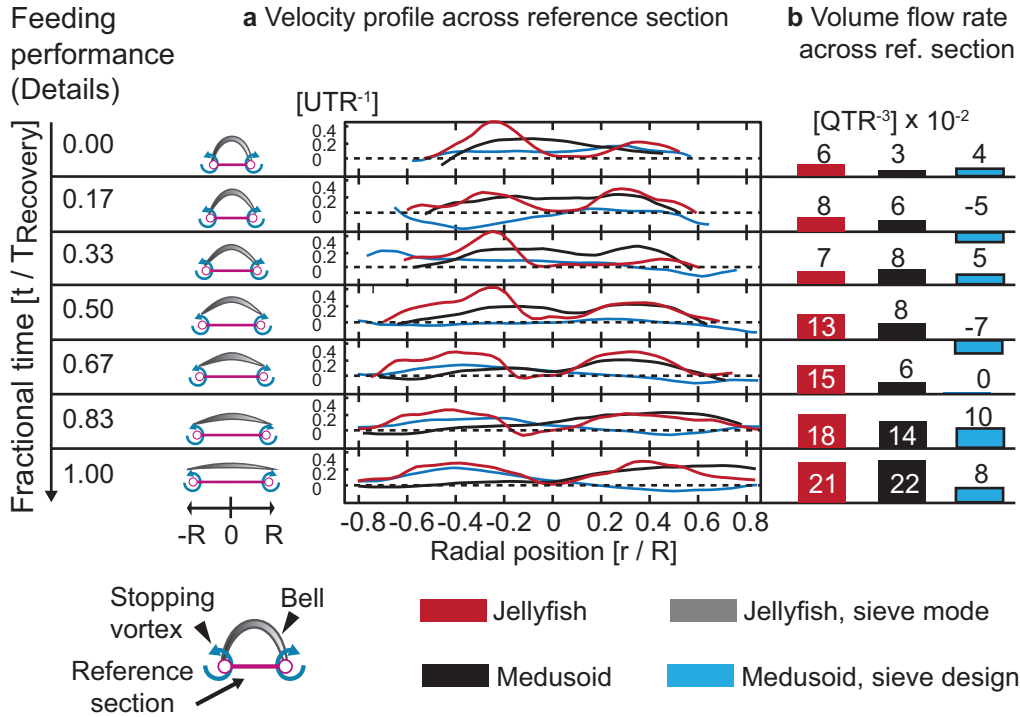 Feeding
performance
(Details)
a Velocity profile across reference section
b Volume flow rate
across ref. section
[UTR-1]
[QTR-3] x 10-2
Fractional time [t / TRecovery]
0.00
0.4
0.2
0
6
3
4
0.17
0.4
0.2
0
8
6
-5
0.33
0.4
0.2
0
7
8
5
0.50
0.4
0.2
0
13
8
-7
0.67
0.4
0.2
0
15
6
0
0.83
0.4
0.2
0
18
14
10
1.00
0.4
0.2
0
21
22
8
-R 0 R
-0.8 -0.6 -0.4 -0.2 0 0.2 0.4 0.6 0.8
Radial position [r / R]
Stopping
vortex
Bell
Reference
section
Jellyfish
Jellyfish, sieve mode
Medusoid
Medusoid, sieve design